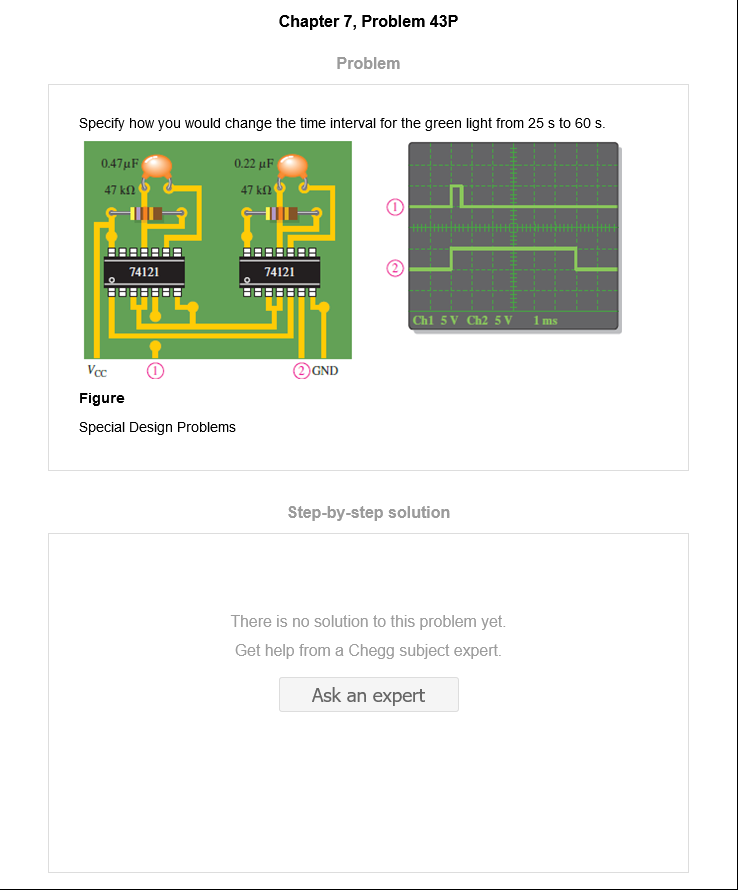 Chapter 7, Problem 43P
Problem
Specify how you would change the time interval for the green light from 25 s to 60 s.
0.47 µF
0.22 µF
47 kΩ
47 kΩ
1
74121
74121
2
Ch1 5 V Ch2 5 V 1 ms
VCC
1
2 GND
Figure
Special Design Problems
Step-by-step solution
There is no solution to this problem yet.
Get help from a Chegg subject expert.
Ask an expert